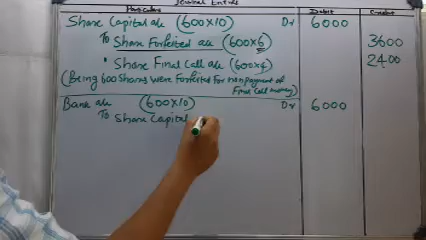 Journal Entries
Particulars Debit Credit
Share Capital a/c (600×10) Dr 6000
To Share Forfeited a/c (600×6) 3600
" Share Final Call a/c (600×4) 2400
(Being 600 Shares were Forfeited for nonpayment of
Final Call money)
Bank a/c (600×10) Dr 6000
To Share Capital